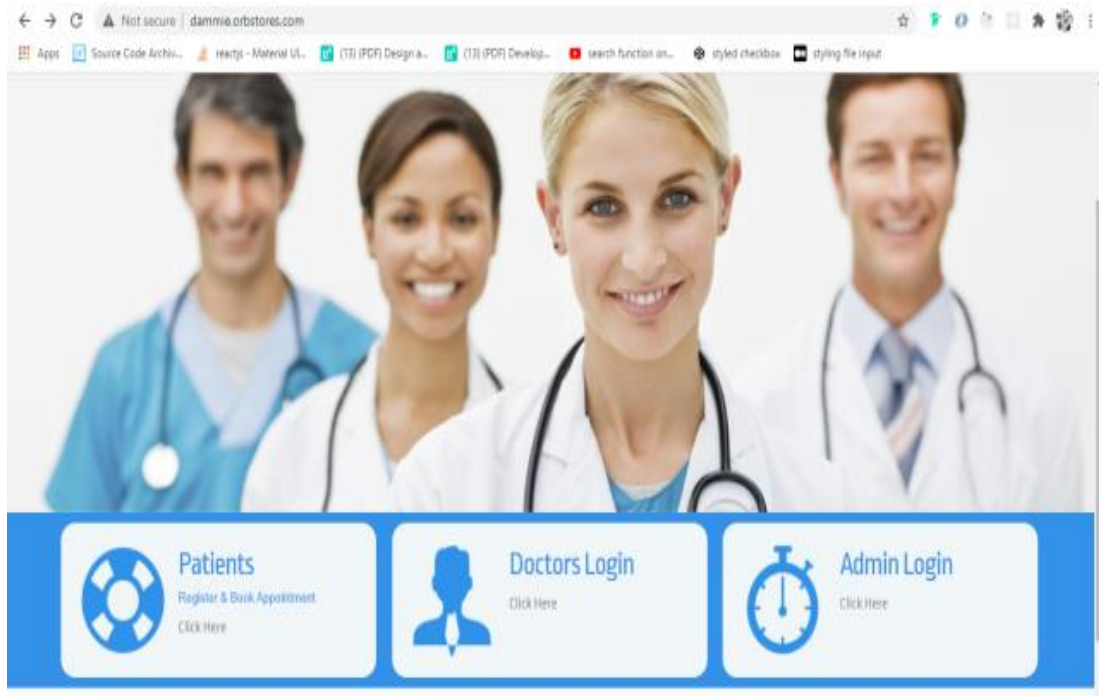 Not secure dammie.orbstores.com
Apps Source Code Archiv... reactjs - Material UI... (13) (PDF) Design a... (13) (PDF) Develop... search function on... styled checkbox styling file input
Patients
Register & Book Appointment
Click Here
Doctors Login
Click Here
Admin Login
Click Here